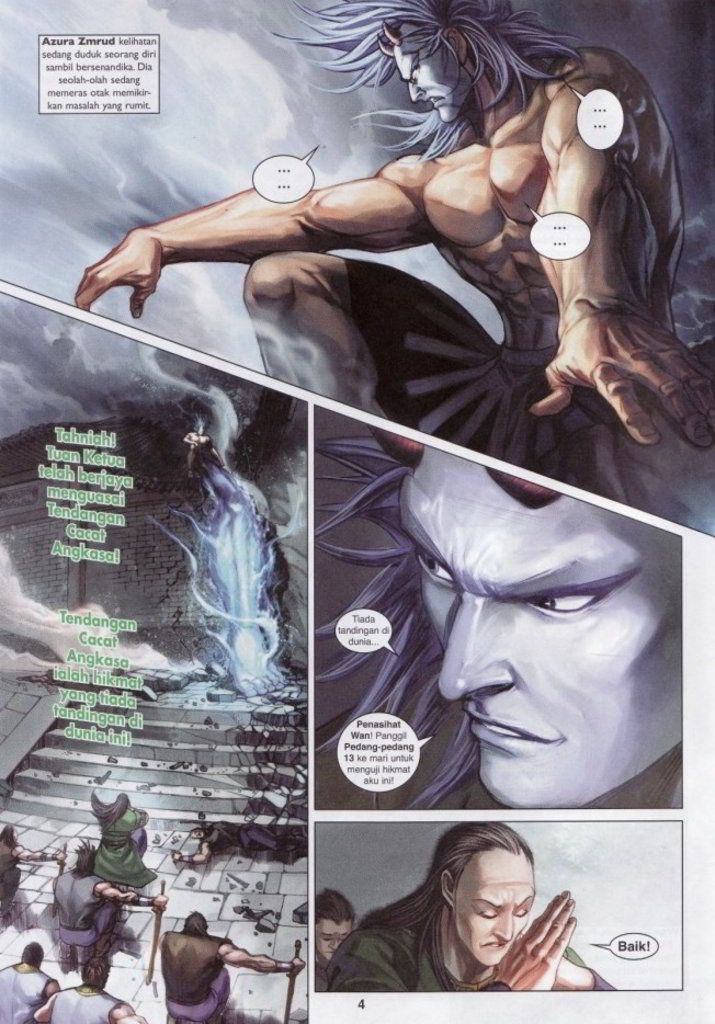 Azura Zmrud kelihatan
sedang duduk seorang diri
sambil bersenandika. Dia
seolah-olah sedang
memeras otak memikir-
kan masalah yang rumit.
...
...
...
...
...
...
Tahniah!
Tuan Ketua
telah berjaya
menguasai
Tendangan
Cacat
Angkasa!
Tendangan
Cacat
Angkasa
ialah hikmat
yang tiada
tandingan di
dunia ini!
Tiada
tandingan di
dunia...
Penasihat
Wan! Panggil
Pedang-pedang
13 ke mari untuk
menguji hikmat
aku ini!
Baik!
4